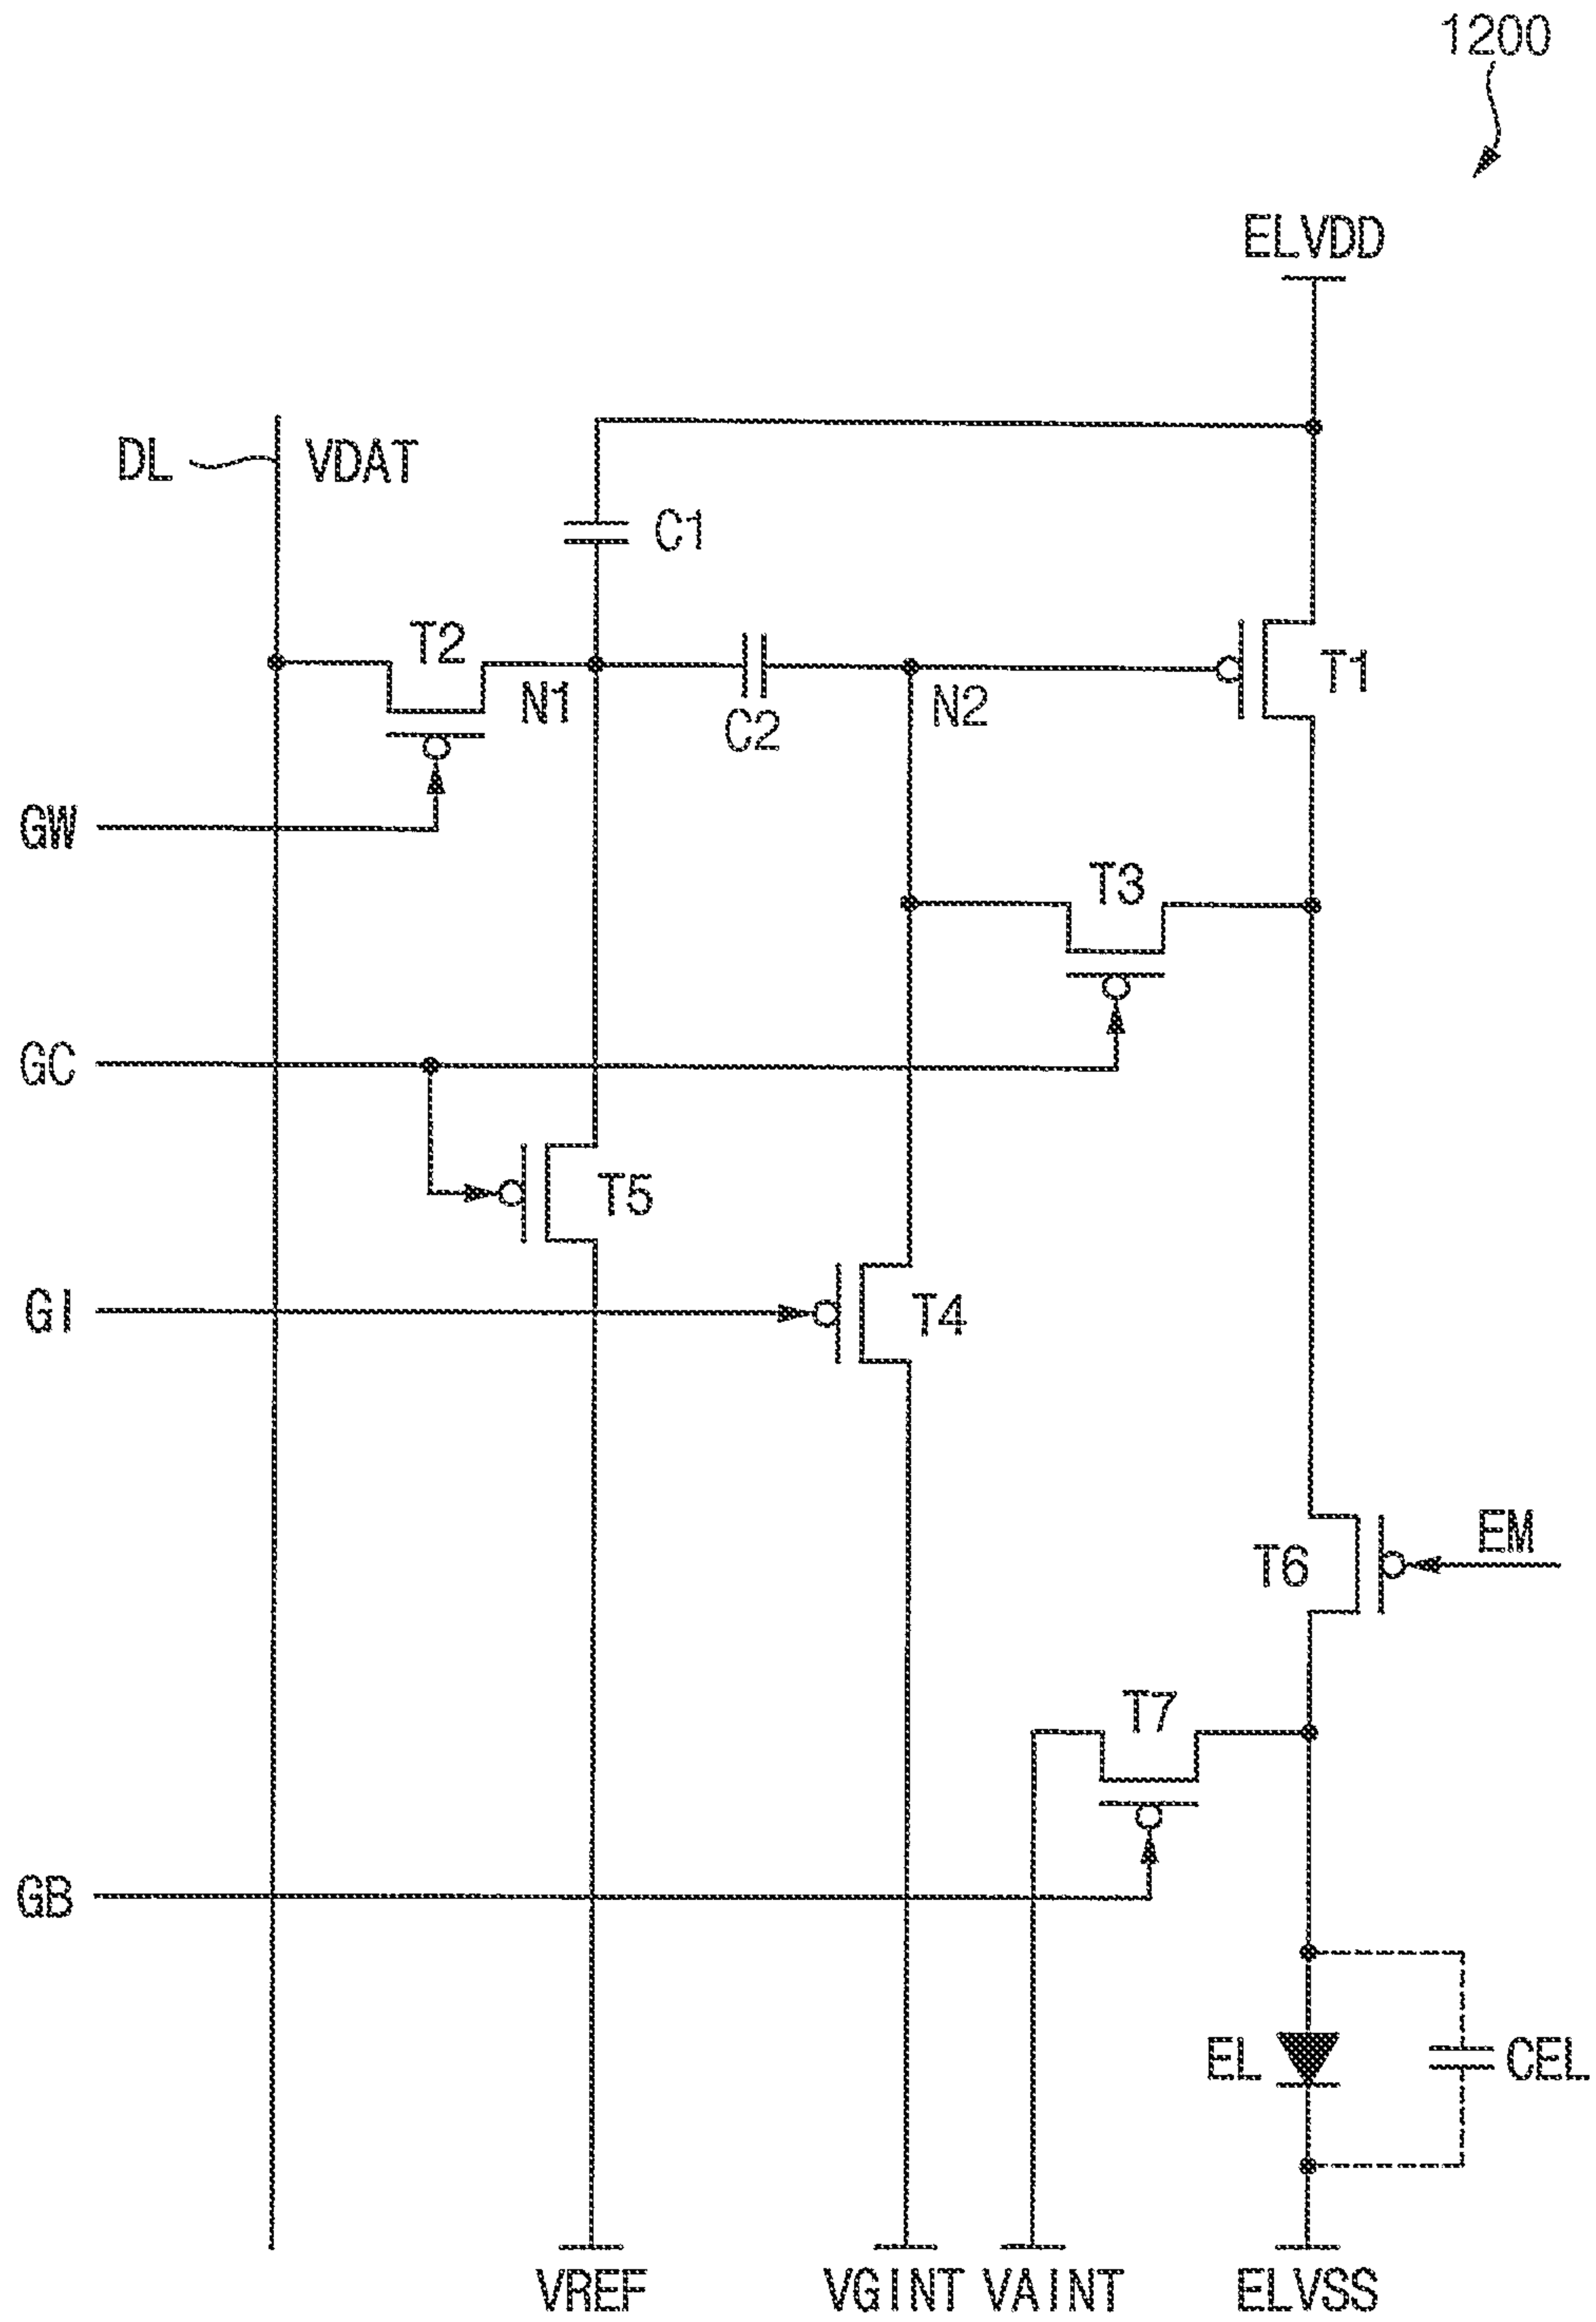 1200
ELVDD
DL
VDAT
C1
T2
N1
C2
N2
T1
GW
T3
GC
T5
GI
T4
EM
T6
T7
GB
EL
CEL
VREF
VGINT
VAINT
ELVSS